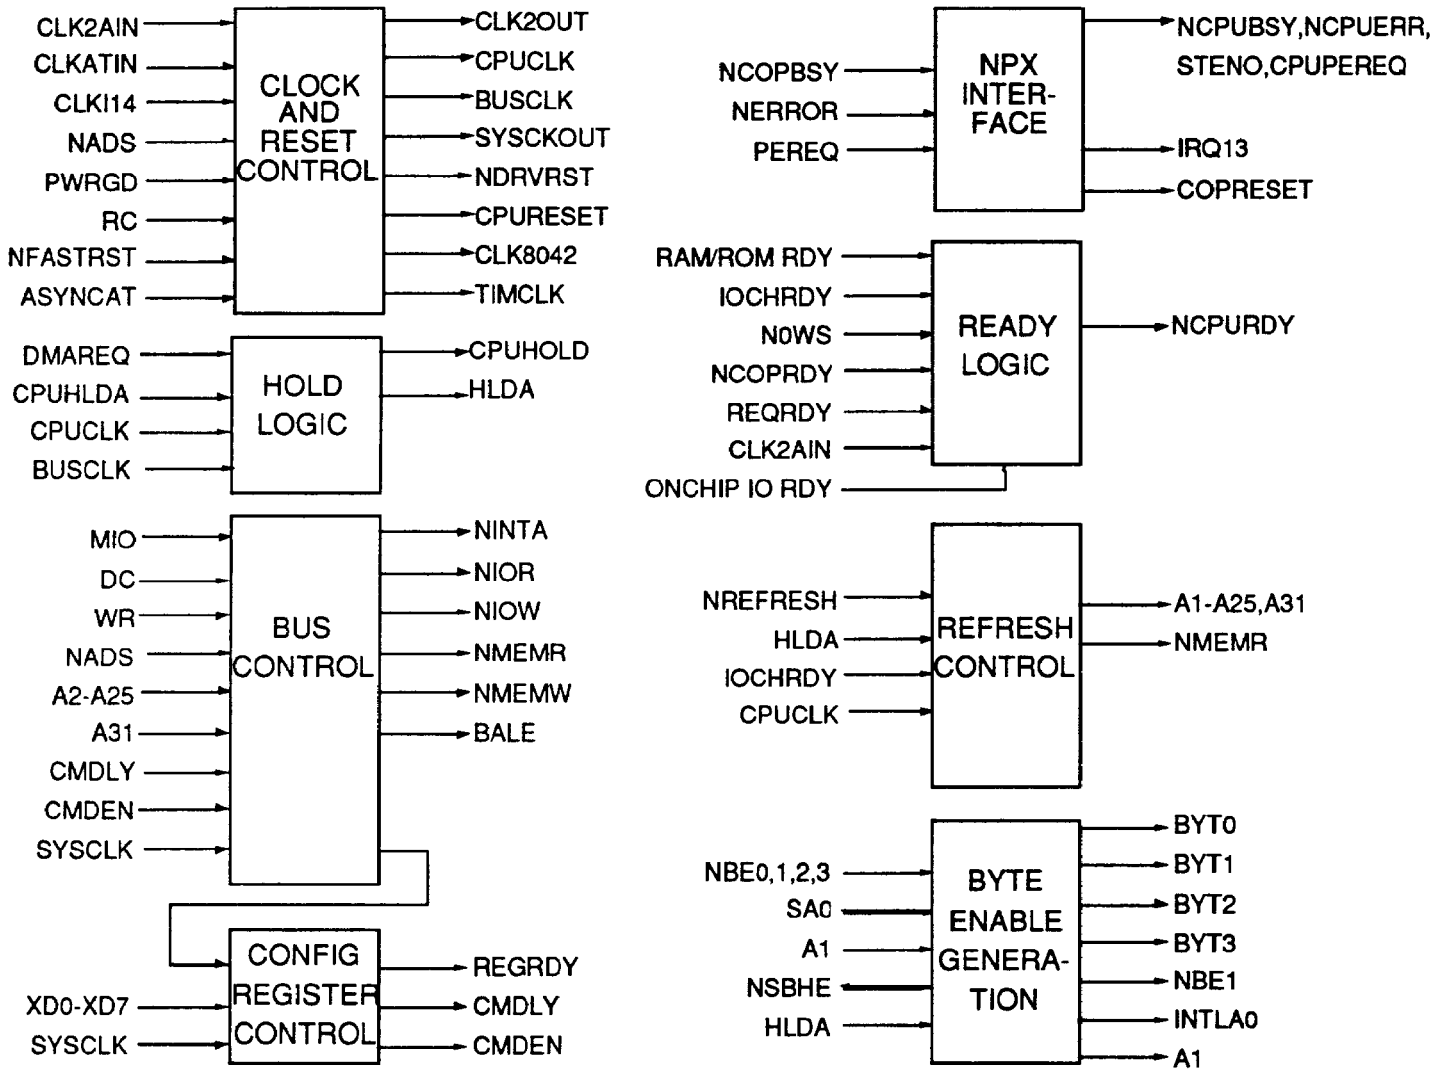 CLK2AIN
CLKATIN
CLKI14
NADS
PWRGD
RC
NFASTRST
ASYNCAT
CLOCK
AND
RESET
CONTROL
CLK2OUT
CPUCLK
BUSCLK
SYSCKOUT
NDRVRST
CPURESET
CLK8042
TIMCLK
DMAREQ
CPUHLDA
CPUCLK
BUSCLK
HOLD
LOGIC
CPUHOLD
HLDA
MIO
DC
WR
NADS
A2-A25
A31
CMDLY
CMDEN
SYSCLK
BUS
CONTROL
NINTA
NIOR
NIOW
NMEMR
NMEMW
BALE
XD0-XD7
SYSCLK
CONFIG
REGISTER
CONTROL
REGRDY
CMDLY
CMDEN
NCOPBSY
NERROR
PEREQ
NPX
INTER-
FACE
NCPUBSY,NCPUERR,
STENO,CPUPEREQ
IRQ13
COPRESET
RAM/ROM RDY
IOCHRDY
N0WS
NCOPRDY
REQRDY
CLK2AIN
ONCHIP IO RDY
READY
LOGIC
NCPURDY
NREFRESH
HLDA
IOCHRDY
CPUCLK
REFRESH
CONTROL
A1-A25,A31
NMEMR
NBE0,1,2,3
SA0
A1
NSBHE
HLDA
BYTE
ENABLE
GENERA-
TION
BYT0
BYT1
BYT2
BYT3
NBE1
INTLA0
A1